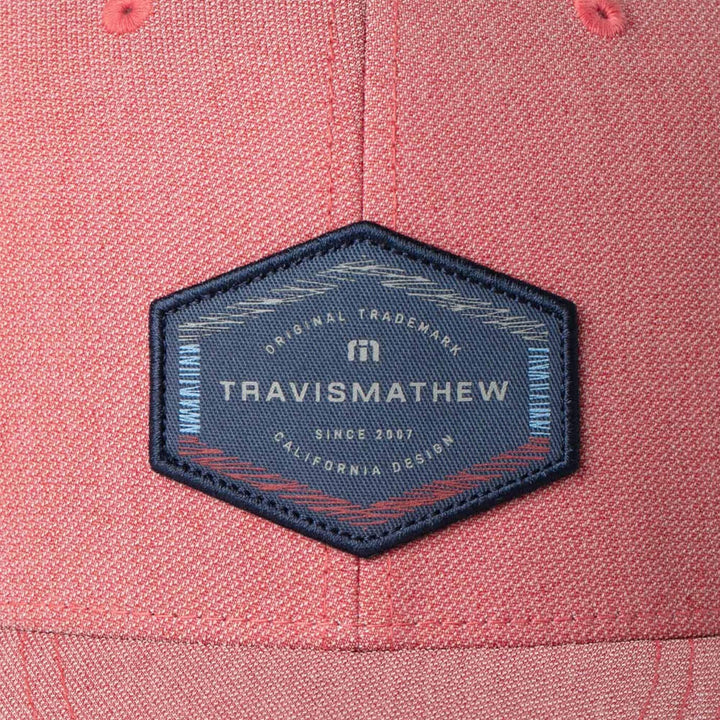 ORIGINAL TRADEMARK
TRAVISMATHEW
SINCE 2007
CALIFORNIA DESIGN